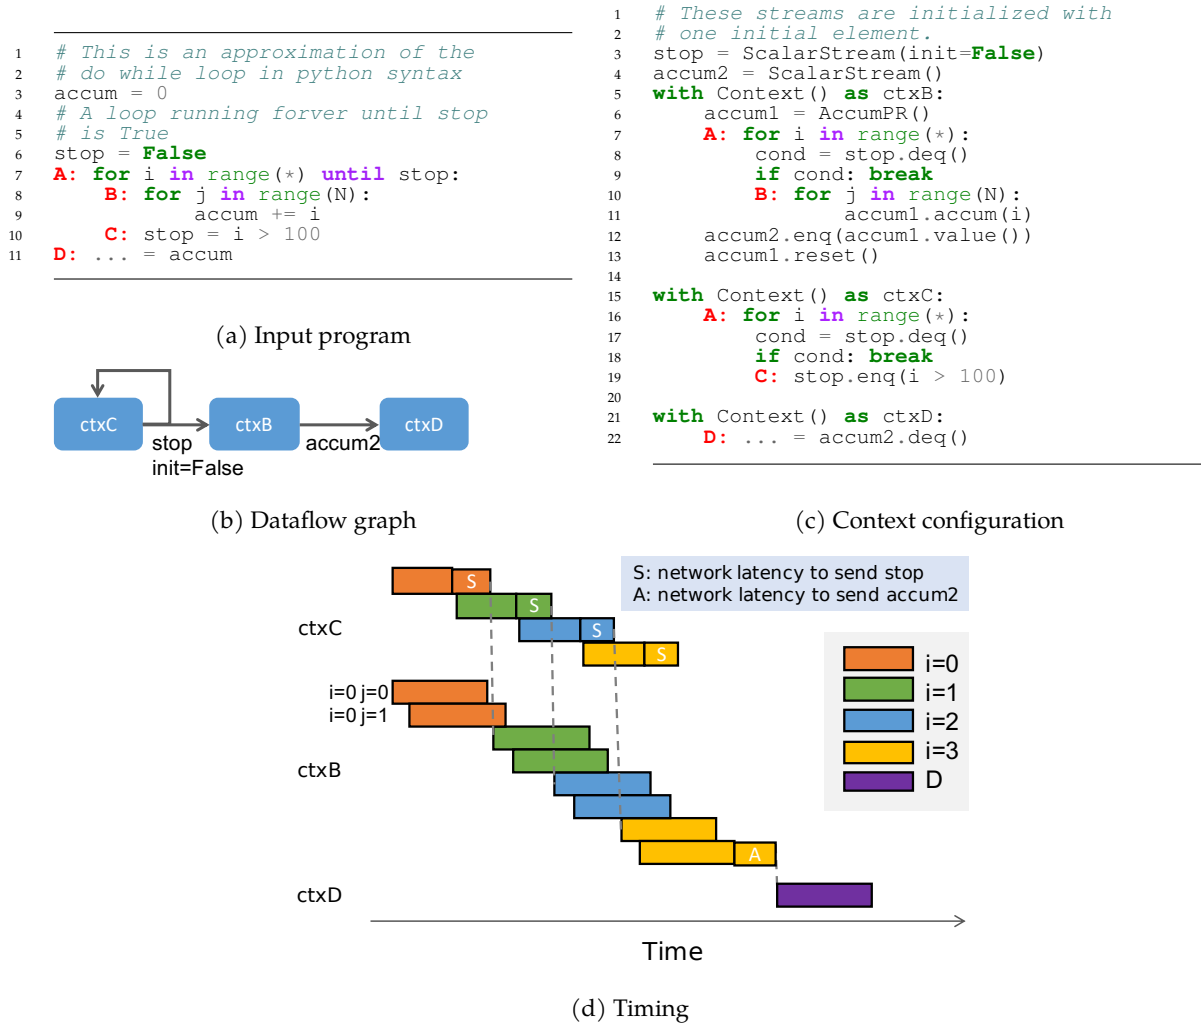 1 # This is an approximation of the
2 # do while loop in python syntax
3 accum = 0
4 # A loop running forver until stop
5 # is True
6 stop = False
7 A: for i in range(*) until stop:
8 B: for j in range(N):
9 accum += i
10 C: stop = i > 100
11 D: ... = accum
(a) Input program
ctxC
ctxB
ctxD
stop
init=False
accum2
(b) Dataflow graph
1 # These streams are initialized with
2 # one initial element.
3 stop = ScalarStream(init=False)
4 accum2 = ScalarStream()
5 with Context() as ctxB:
6 accum1 = AccumPR()
7 A: for i in range(*):
8 cond = stop.deq()
9 if cond: break
10 B: for j in range(N):
11 accum1.accum(i)
12 accum2.enq(accum1.value())
13 accum1.reset()
14
15 with Context() as ctxC:
16 A: for i in range(*):
17 cond = stop.deq()
18 if cond: break
19 C: stop.enq(i > 100)
20
21 with Context() as ctxD:
22 D: ... = accum2.deq()
(c) Context configuration
S: network latency to send stop
A: network latency to send accum2
S
S
S
S
ctxC
i=0 j=0
i=0 j=1
ctxB
A
ctxD
i=0
i=1
i=2
i=3
D
Time
(d) Timing